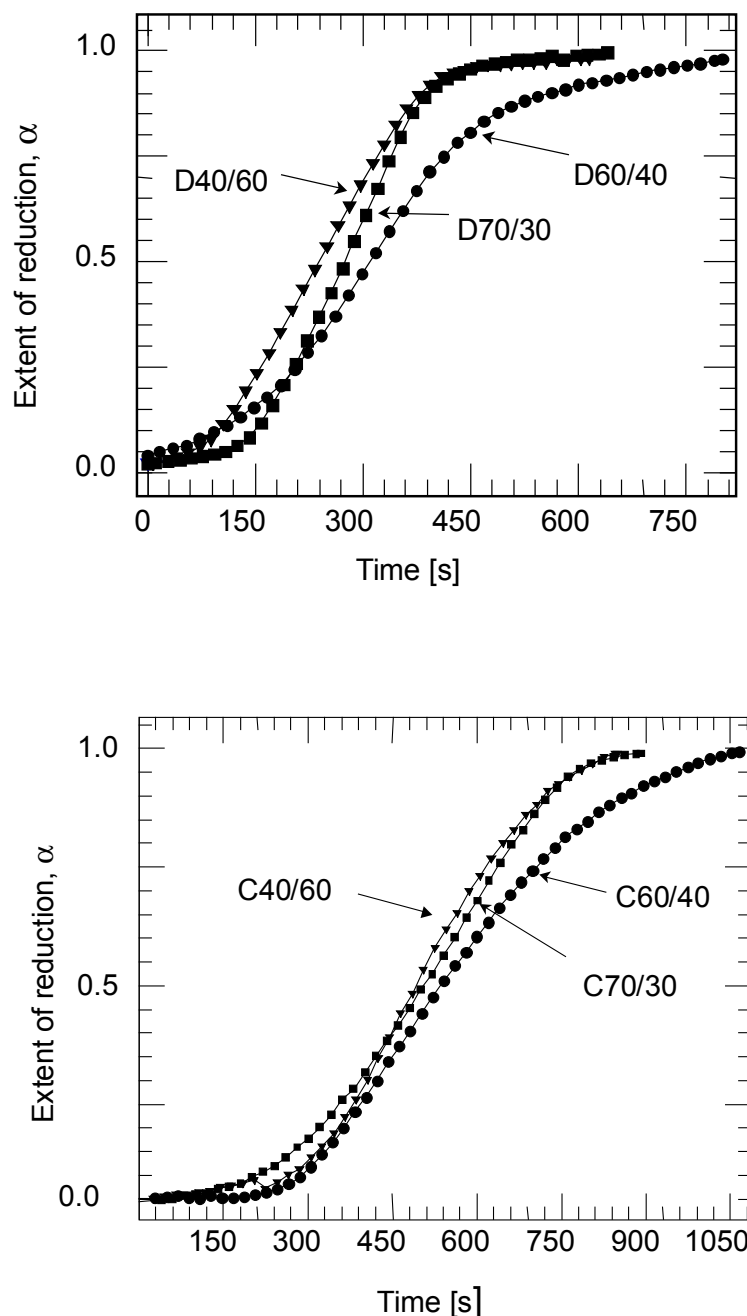 1.0
D40/60
D60/40
D70/30
0.5
0.0
Extent of reduction, α
0 150 300 450 600 750
Time [s]
1.0
C40/60
C60/40
C70/30
0.5
0.0
Extent of reduction, α
150 300 450 600 750 900 1050
Time [s]